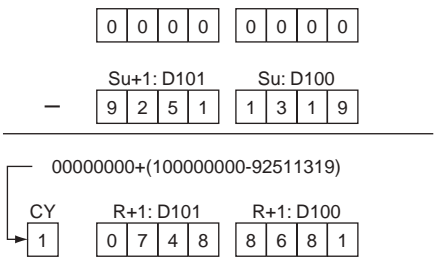 0 0 0 0 0 0 0 0
Su+1: D101 Su: D100
− 9 2 5 1 1 3 1 9
00000000+(100000000-92511319)
CY R+1: D101 R+1: D100
1 0 7 4 8 8 6 8 1